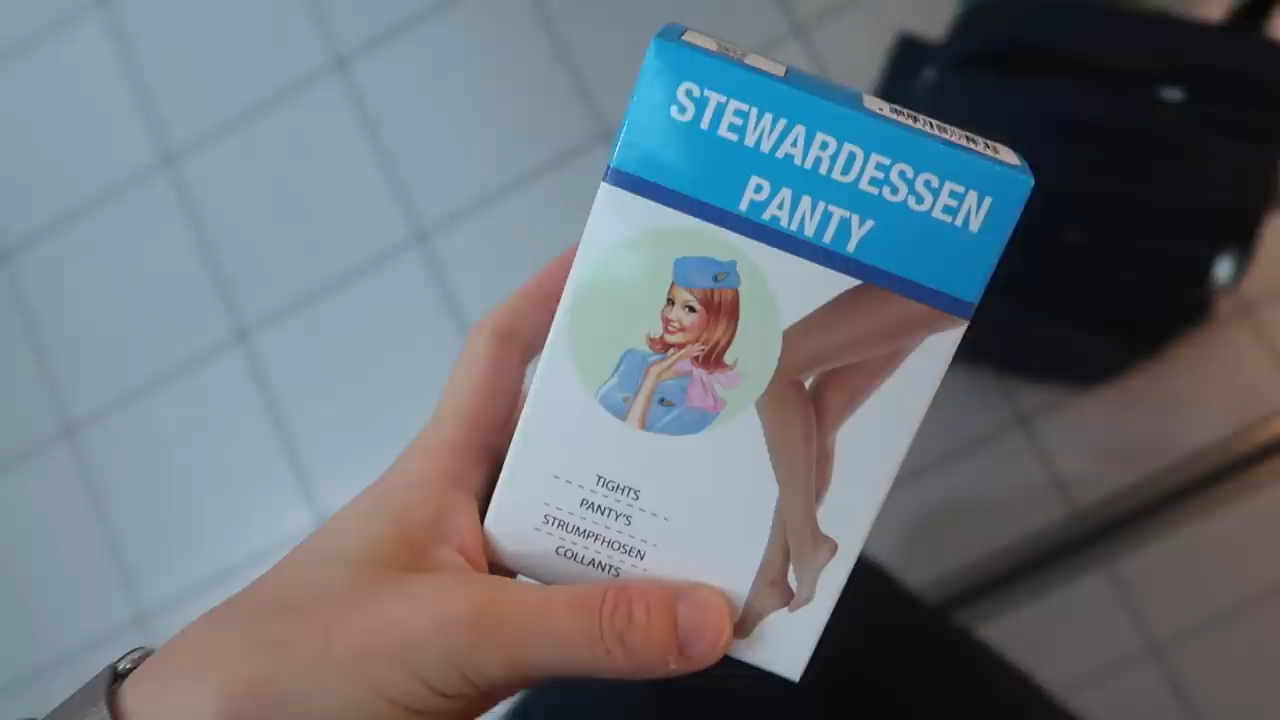 STEWARDESSEN
PANTY
TIGHTS
PANTY'S
STRUMPFHOSEN
COLLANTS